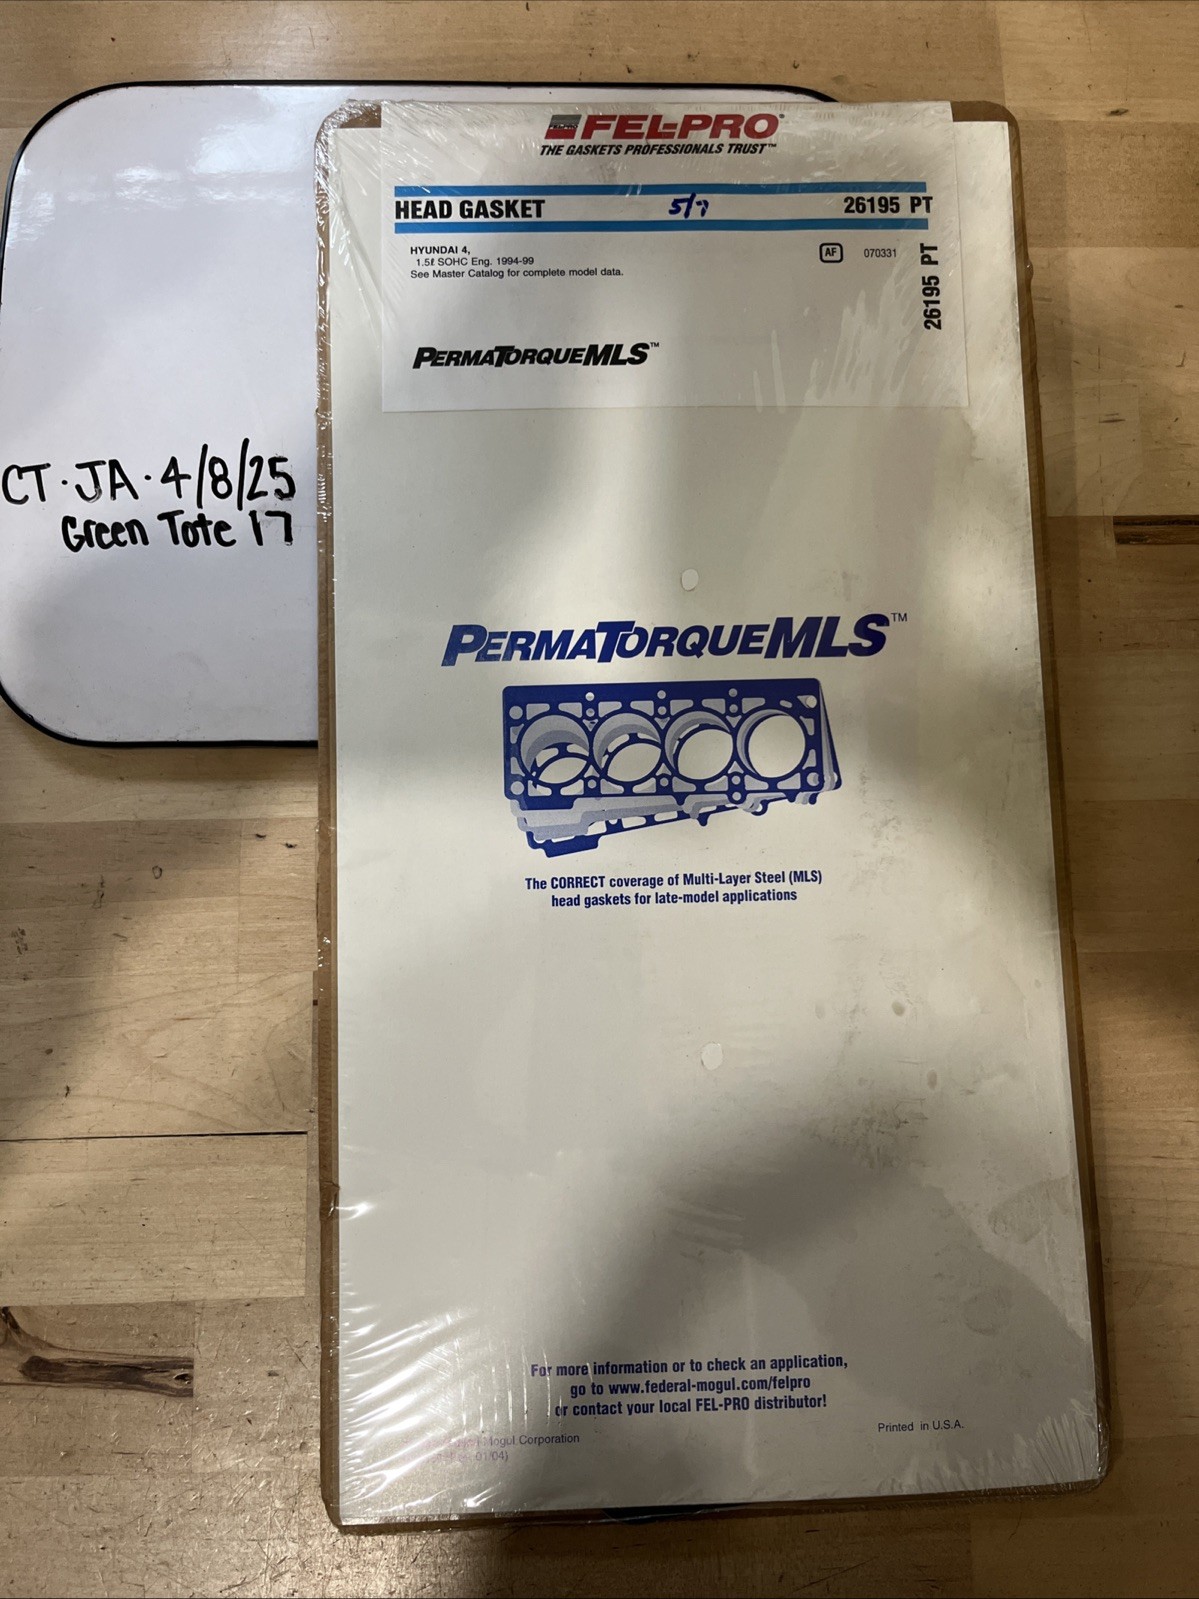 FEL-PRO®
THE GASKETS PROFESSIONALS TRUST™
HEAD GASKET 5/7 26195 PT
HYUNDAI 4,
1.5ℓ SOHC Eng. 1994-99
See Master Catalog for complete model data.
AF 070331
26195 PT
PERMATORQUEMLS™
CT·JA·4/8/25
Green Tote 17
PERMATORQUEMLS™
The CORRECT coverage of Multi-Layer Steel (MLS)
head gaskets for late-model applications
For more information or to check an application,
go to www.federal-mogul.com/felpro
or contact your local FEL-PRO distributor!
Printed in U.S.A.
Mogul Corporation
01/04)